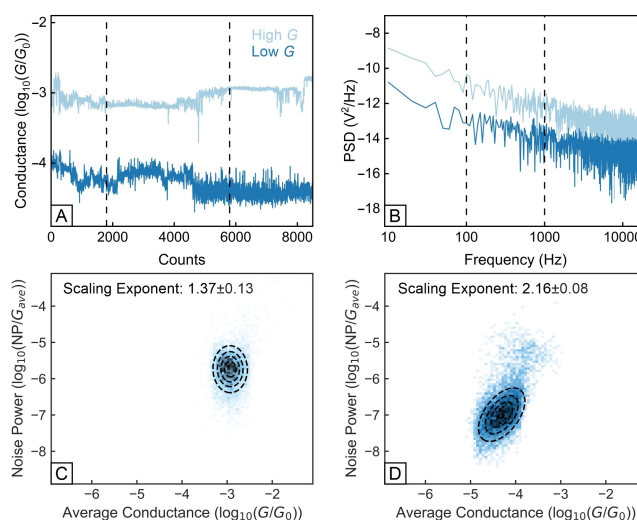 Conductance (log10(G/G0))
−2
−3
−4
High G
Low G
A
0 2000 4000 6000 8000
Counts
PSD (V²/Hz)
−8
−10
−12
−14
−16
−18
B
10 100 1000 10000
Frequency (Hz)
Noise Power (log10(NP/Gave))
−4
−5
−6
−7
−8
Scaling Exponent: 1.37±0.13
C
−6 −5 −4 −3 −2 −1
Average Conductance (log10(G/G0))
Noise Power (log10(NP/Gave))
−4
−5
−6
−7
−8
Scaling Exponent: 2.16±0.08
D
−6 −5 −4 −3 −2 −1
Average Conductance (log10(G/G0))